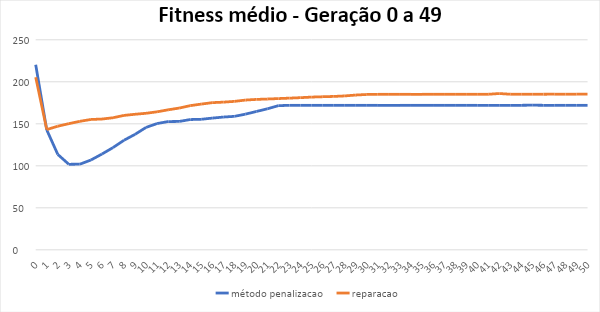 Fitness médio - Geração 0 a 49
250
200
150
100
50
0
0 1 2 3 4 5 6 7 8 9 10 11 12 13 14 15 16 17 18 19 20 21 22 23 24 25 26 27 28 29 30 31 32 33 34 35 36 37 38 39 40 41 42 43 44 45 46 47 48 49 50
método penalizacao reparacao